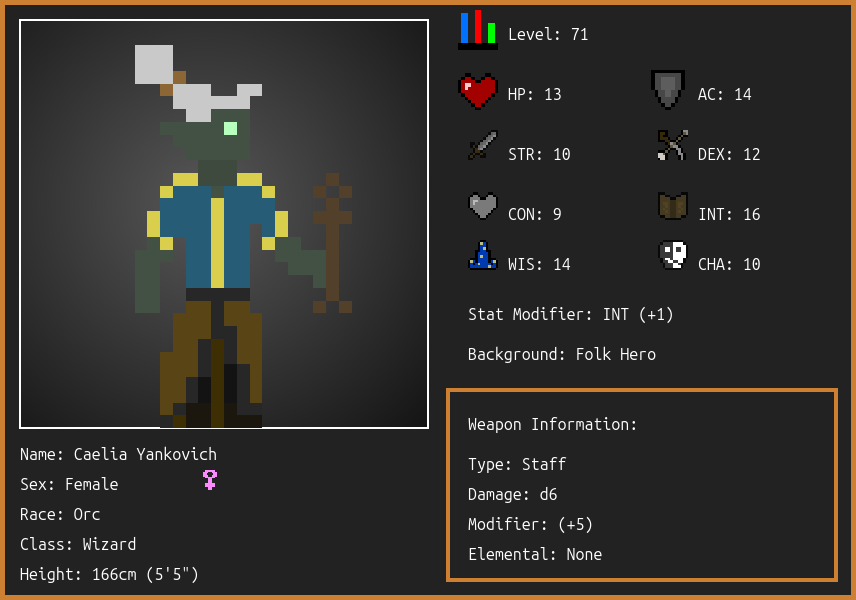 Level: 71
HP: 13
AC: 14
STR: 10
DEX: 12
CON: 9
INT: 16
WIS: 14
CHA: 10
Stat Modifier: INT (+1)
Background: Folk Hero
Weapon Information:
Type: Staff
Damage: d6
Modifier: (+5)
Elemental: None
Name: Caelia Yankovich
Sex: Female
Race: Orc
Class: Wizard
Height: 166cm (5'5")